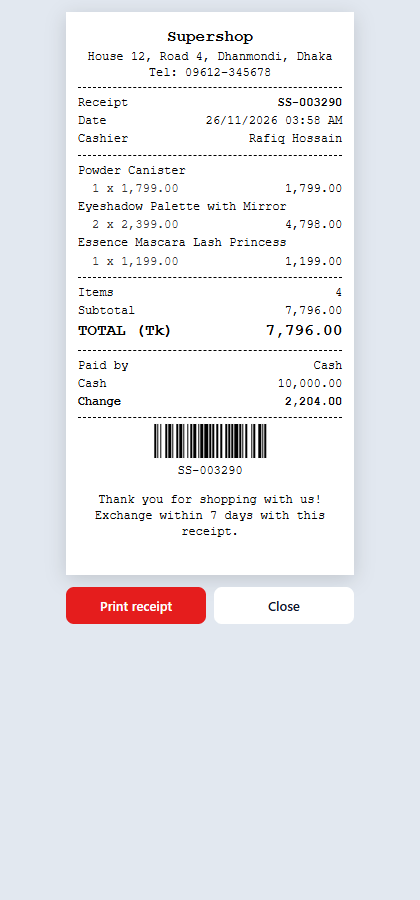 Supershop
House 12, Road 4, Dhanmondi, Dhaka
Tel: 09612-345678
Receipt SS-003290
Date 26/11/2026 03:58 AM
Cashier Rafiq Hossain
Powder Canister
1 x 1,799.00 1,799.00
Eyeshadow Palette with Mirror
2 x 2,399.00 4,798.00
Essence Mascara Lash Princess
1 x 1,199.00 1,199.00
Items 4
Subtotal 7,796.00
TOTAL (Tk) 7,796.00
Paid by Cash
Cash 10,000.00
Change 2,204.00
SS-003290
Thank you for shopping with us!
Exchange within 7 days with this
receipt.
Print receipt Close